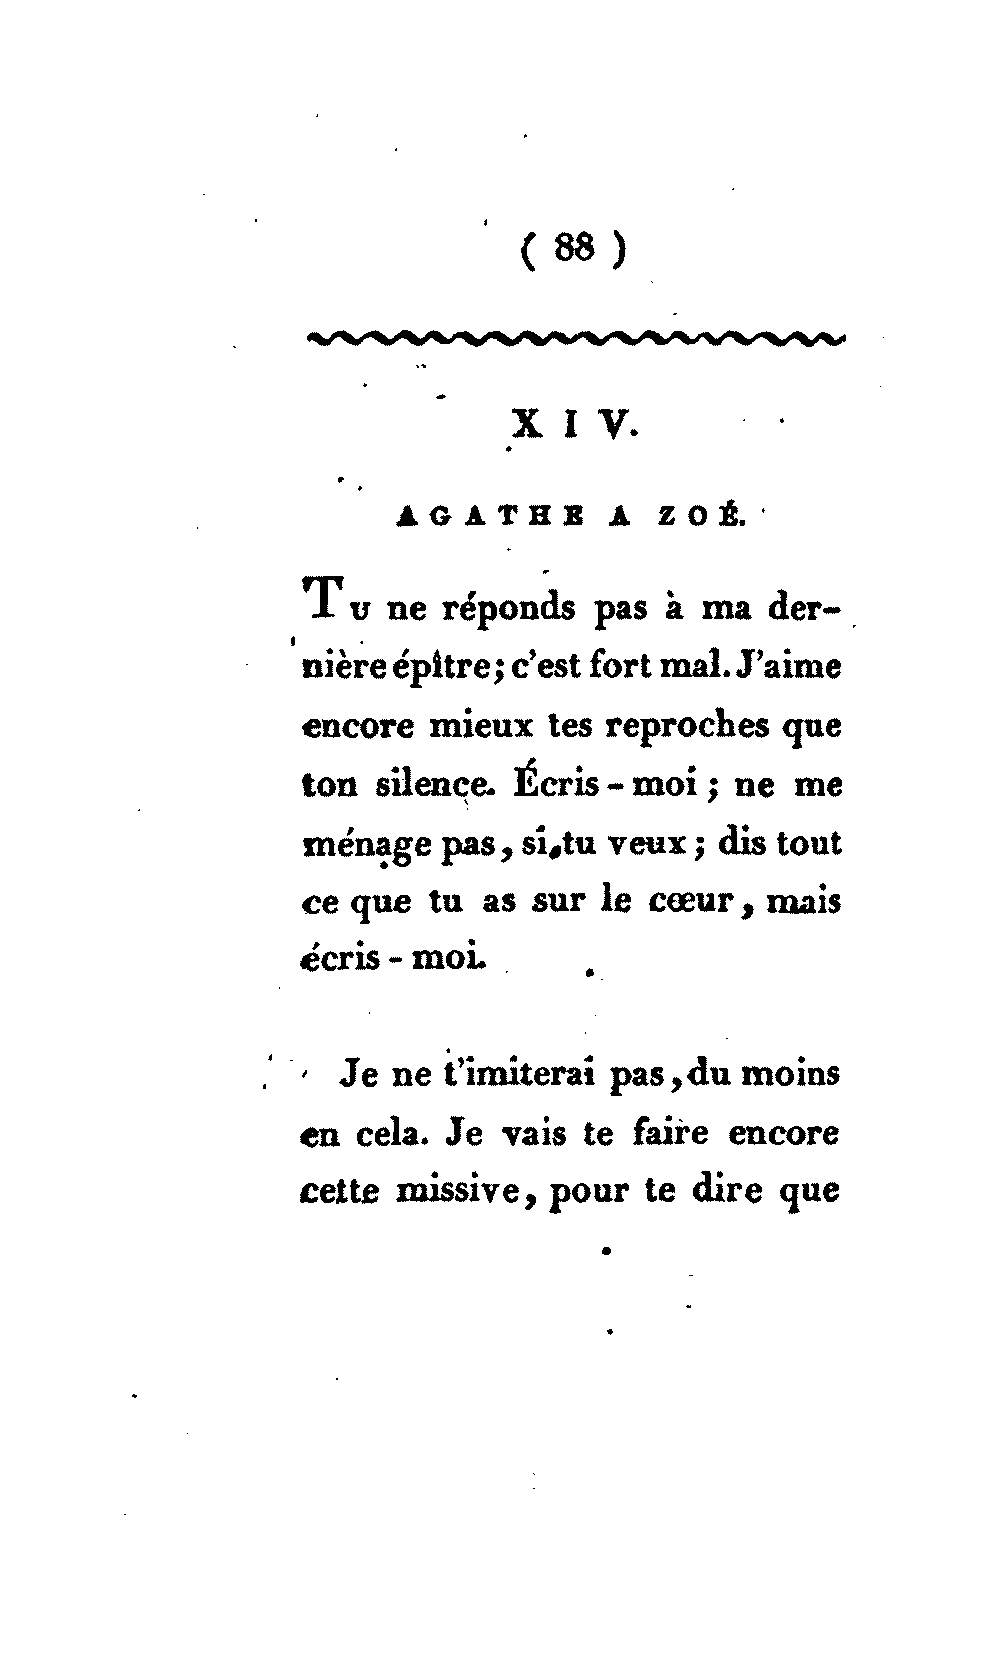 ( 88 )
XIV.
AGATHE A ZOÉ.
Tu ne réponds pas à ma der-
nière épître; c'est fort mal. J'aime
encore mieux tes reproches que
ton silence. Écris-moi; ne me
ménage pas, si tu veux; dis tout
ce que tu as sur le cœur, mais
écris-moi.
Je ne t'imiterai pas, du moins
en cela. Je vais te faire encore
cette missive, pour te dire que